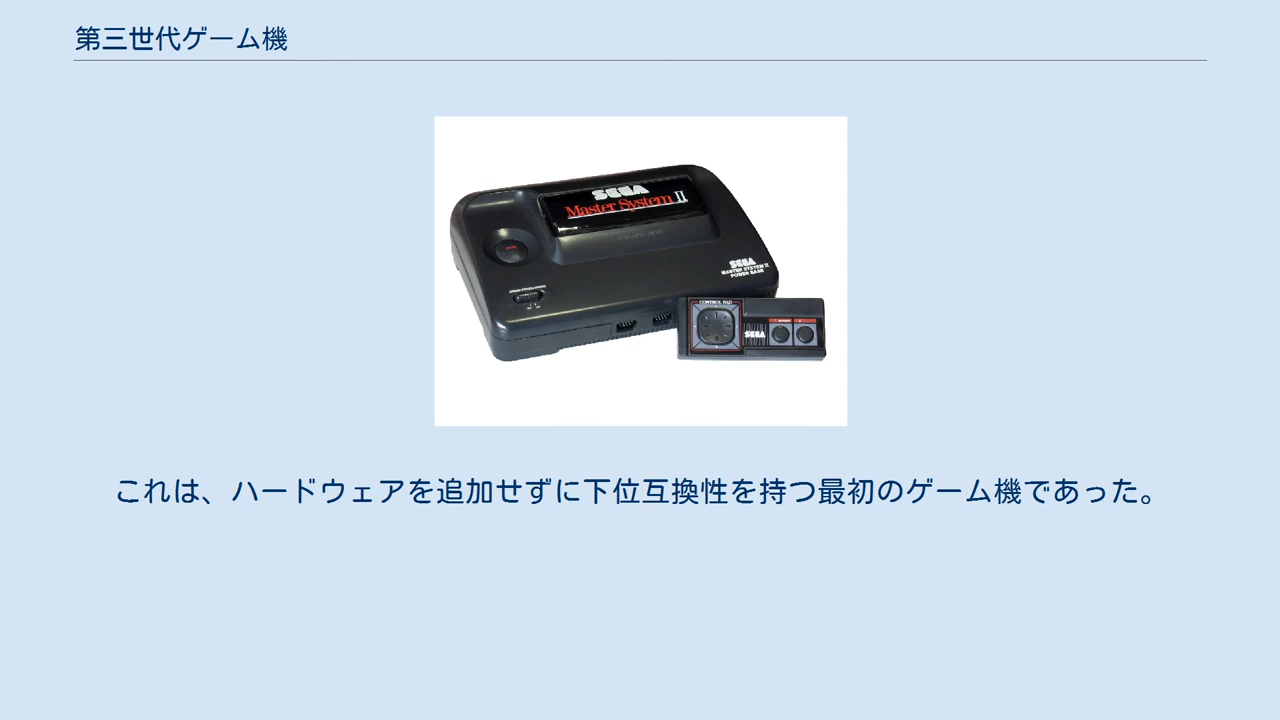 第三世代ゲーム機
SEGA
Master System II
SEGA
MASTER SYSTEM II
POWER BASE
CONTROL PAD
SEGA
これは、ハードウェアを追加せずに下位互換性を持つ最初のゲーム機であった。